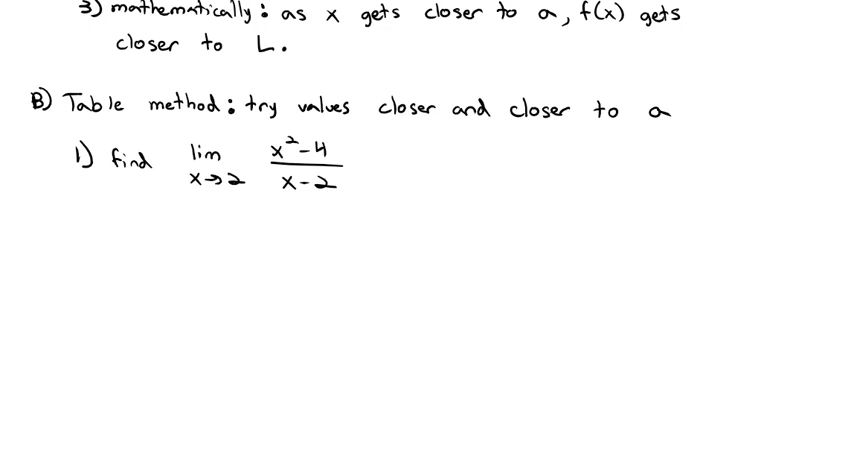 3) mathematically: as x gets closer to a, f(x) gets
closer to L.
B) Table method: try values closer and closer to a
1) find lim x→2 x²-4 / x-2